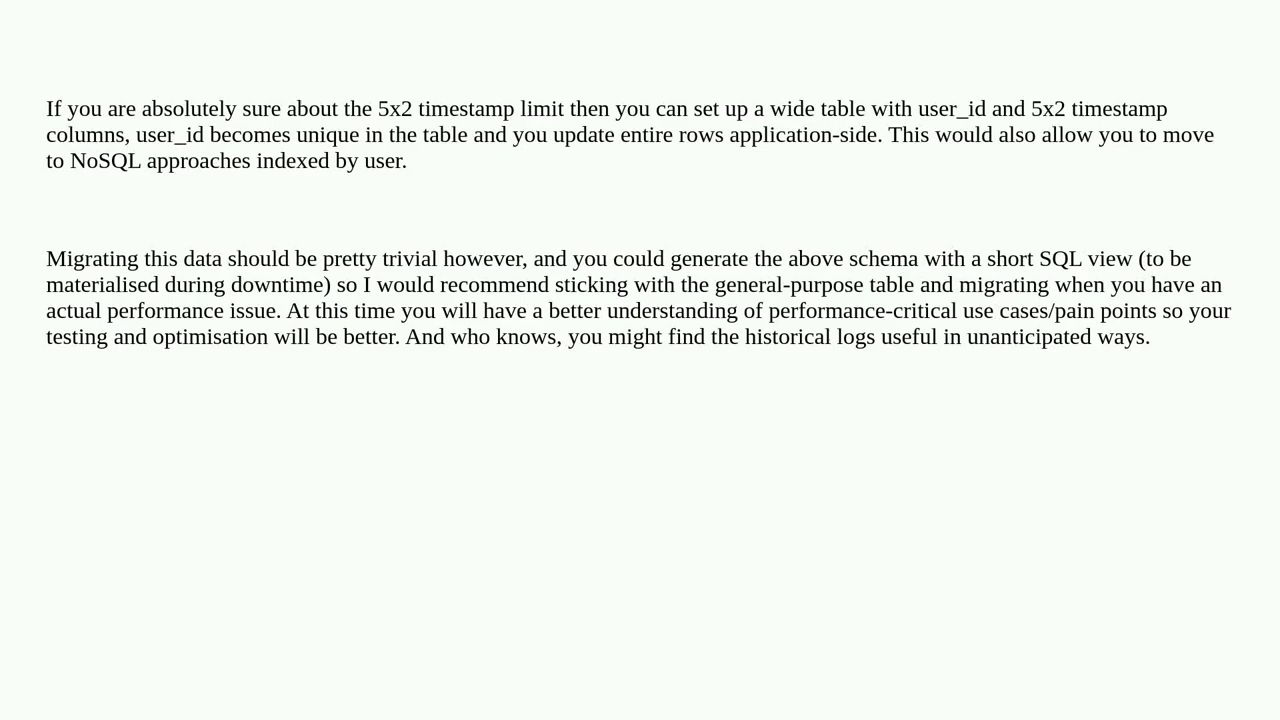 If you are absolutely sure about the 5x2 timestamp limit then you can set up a wide table with user_id and 5x2 timestamp
columns, user_id becomes unique in the table and you update entire rows application-side. This would also allow you to move
to NoSQL approaches indexed by user.
Migrating this data should be pretty trivial however, and you could generate the above schema with a short SQL view (to be
materialised during downtime) so I would recommend sticking with the general-purpose table and migrating when you have an
actual performance issue. At this time you will have a better understanding of performance-critical use cases/pain points so your
testing and optimisation will be better. And who knows, you might find the historical logs useful in unanticipated ways.